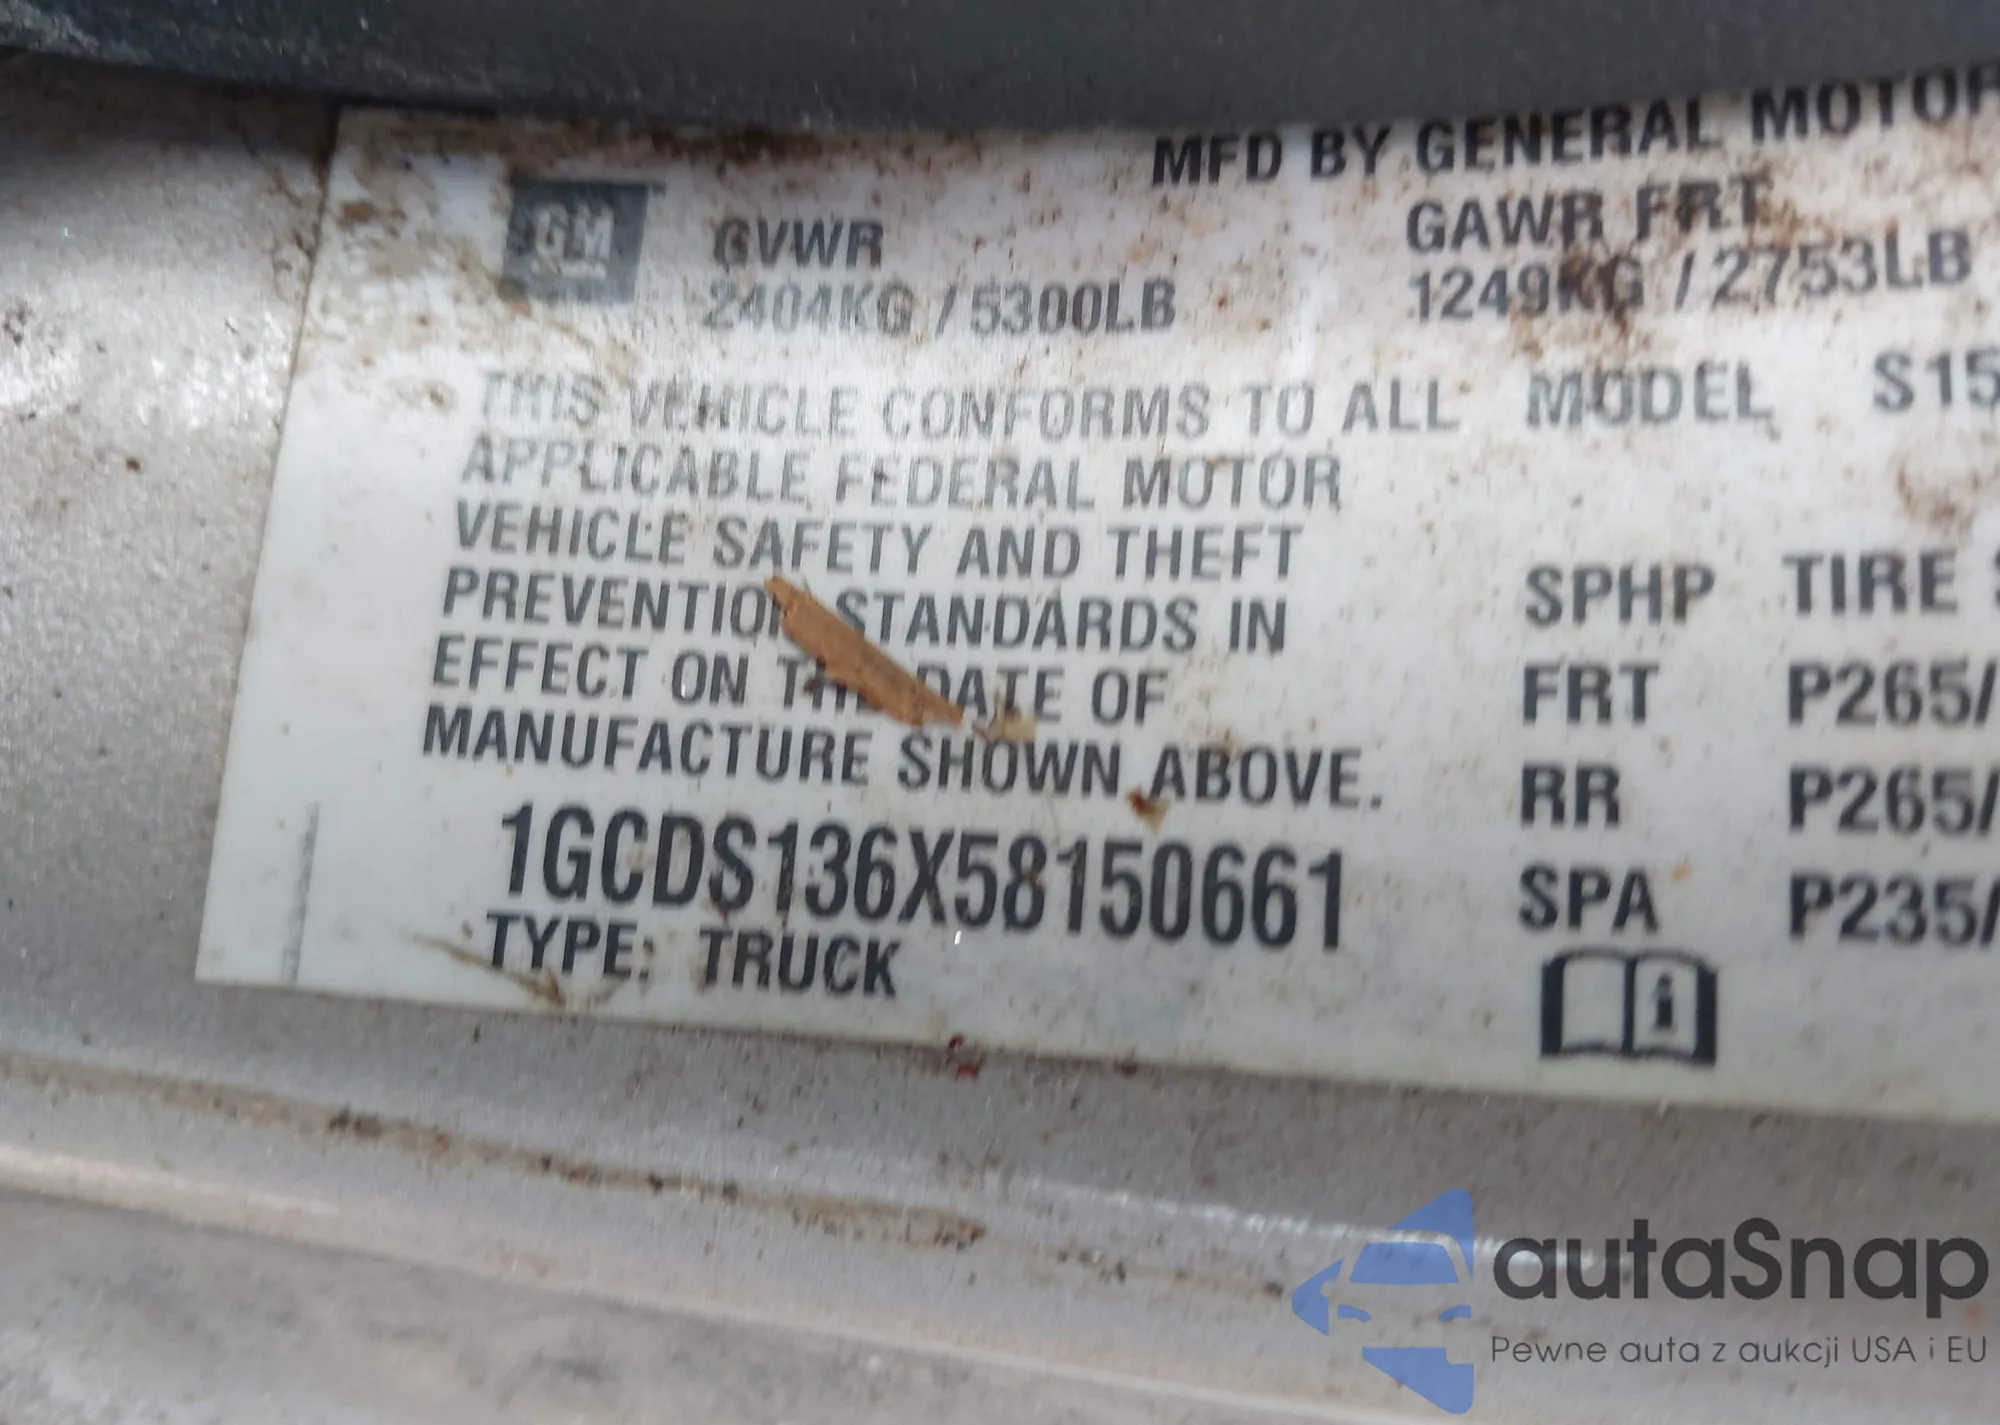 MFD BY GENERAL MOTOR
GM
GVWR
GAWR FRT
2404KG / 5300LB
1249KG / 2753LB
THIS VEHICLE CONFORMS TO ALL
MODEL S15
APPLICABLE FEDERAL MOTOR
VEHICLE SAFETY AND THEFT
PREVENTION STANDARDS IN
SPHP TIRE
EFFECT ON THE DATE OF
FRT P265/
MANUFACTURE SHOWN ABOVE.
RR P265/
1GCDS136X58150661
SPA P235/
TYPE: TRUCK
i
autaSnap
Pewne auta z aukcji USA i EU